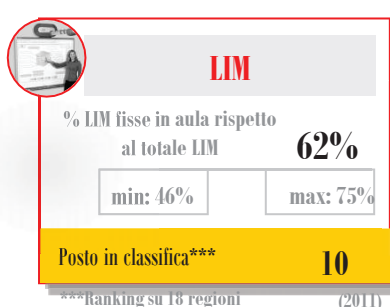 LIM
% LIM fisse in aula rispetto
al totale LIM 62%
min: 46% max: 75%
Posto in classifica*** 10
***Ranking su 18 regioni (2011)